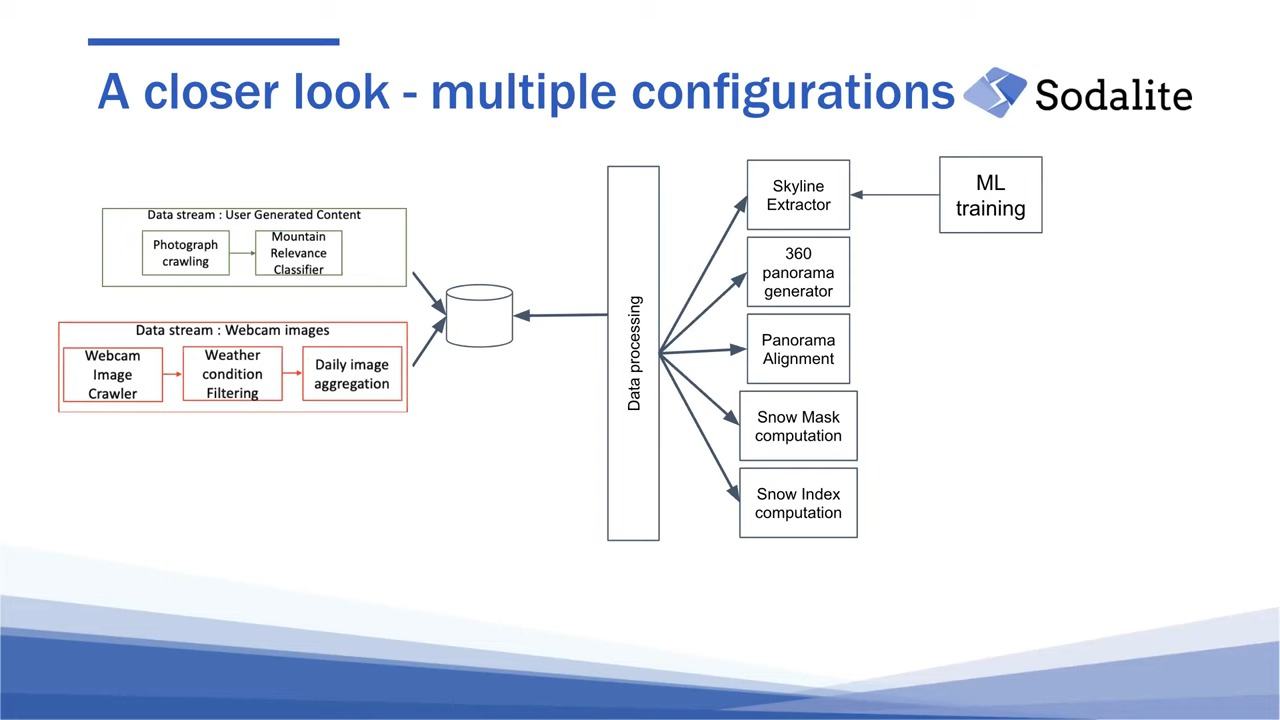 A closer look - multiple configurations
Sodalite
Data stream : User Generated Content
Photograph
crawling
Mountain
Relevance
Classifier
Data stream : Webcam images
Webcam
Image
Crawler
Weather
condition
Filtering
Daily image
aggregation
Data processing
Skyline
Extractor
360
panorama
generator
Panorama
Alignment
Snow Mask
computation
Snow Index
computation
ML
training